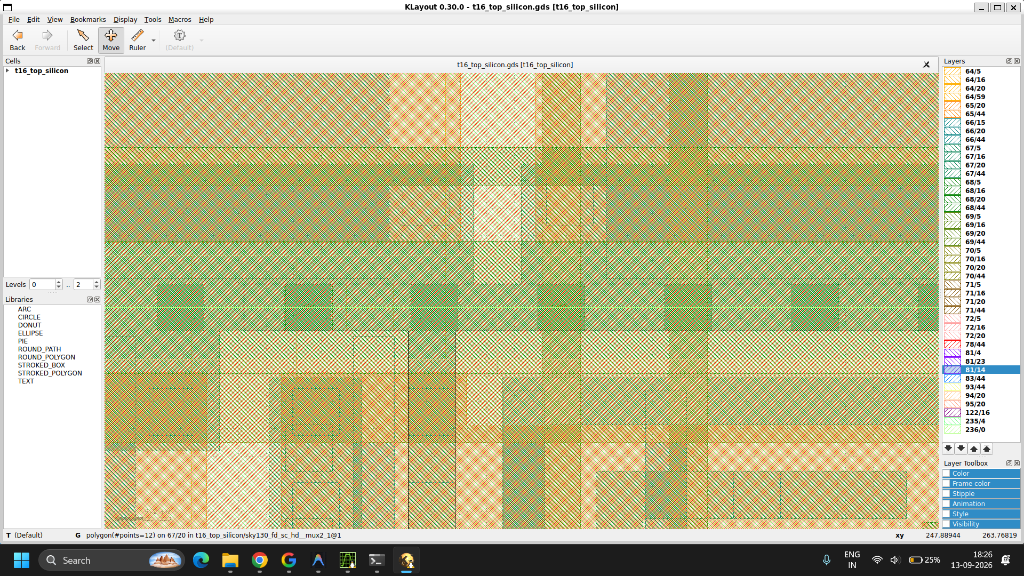 KLayout 0.30.0 - t16_top_silicon.gds [t16_top_silicon]
File Edit View Bookmarks Display Tools Macros Help
Back Forward Select Move Ruler (Default)
Cells
t16_top_silicon
t16_top_silicon.gds [t16_top_silicon]
Levels 0 .. 2
Libraries
ARC
CIRCLE
DONUT
ELLIPSE
PIE
ROUND_PATH
ROUND_POLYGON
STROKED_BOX
STROKED_POLYGON
TEXT
Layers
64/5
64/16
64/20
64/59
65/20
65/44
66/15
66/20
66/44
67/5
67/16
67/20
67/44
68/5
68/16
68/20
68/44
69/5
69/16
69/20
69/44
70/5
70/16
70/20
70/44
71/5
71/16
71/20
71/44
72/5
72/16
72/20
78/44
81/4
81/23
81/14
83/44
93/44
94/20
95/20
122/16
235/4
236/0
Layer Toolbox
Color
Frame color
Stipple
Animation
Style
Visibility
T (Default) G polygon(#points=12) on 67/20 in t16_top_silicon/sky130_fd_sc_hd__mux2_1@1 xy 247.88944 263.76819
Search
ENG
IN
25%
18:26
13-09-2026